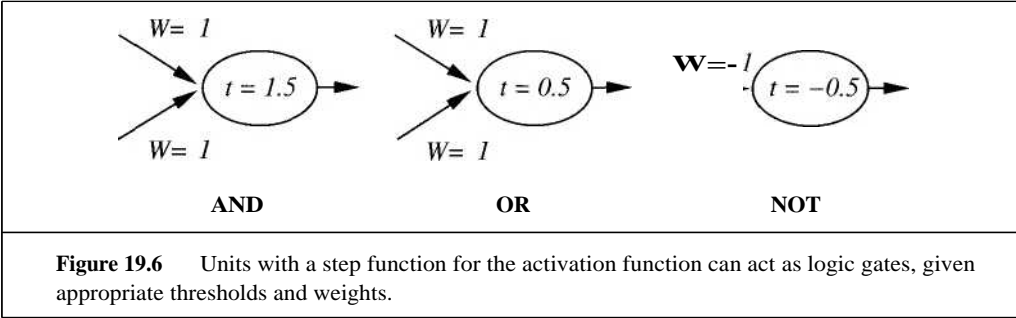 W= 1 W= 1
W=-1
t = 1.5 t = 0.5 t = −0.5
W= 1 W= 1
AND OR NOT
Figure 19.6 Units with a step function for the activation function can act as logic gates, given
appropriate thresholds and weights.